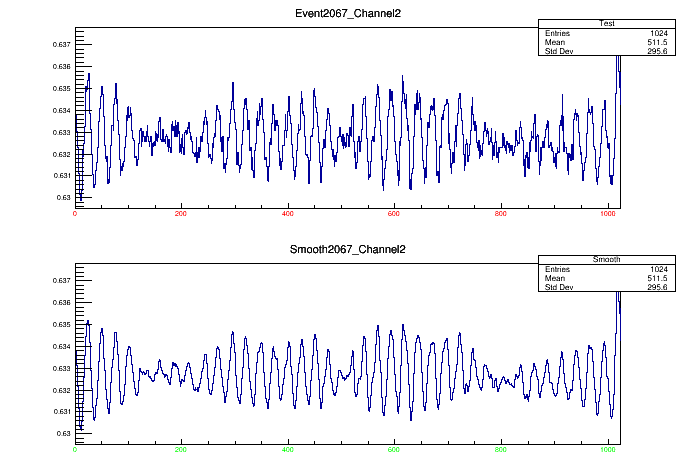 Event2067_Channel2
Test
Entries 1024
Mean 511.5
Std Dev 295.6
0.637
0.636
0.635
0.634
0.633
0.632
0.631
0.63
0 200 400 600 800 1000
Smooth2067_Channel2
Smooth
Entries 1024
Mean 511.5
Std Dev 295.6
0.637
0.636
0.635
0.634
0.633
0.632
0.631
0.63
0 200 400 600 800 1000